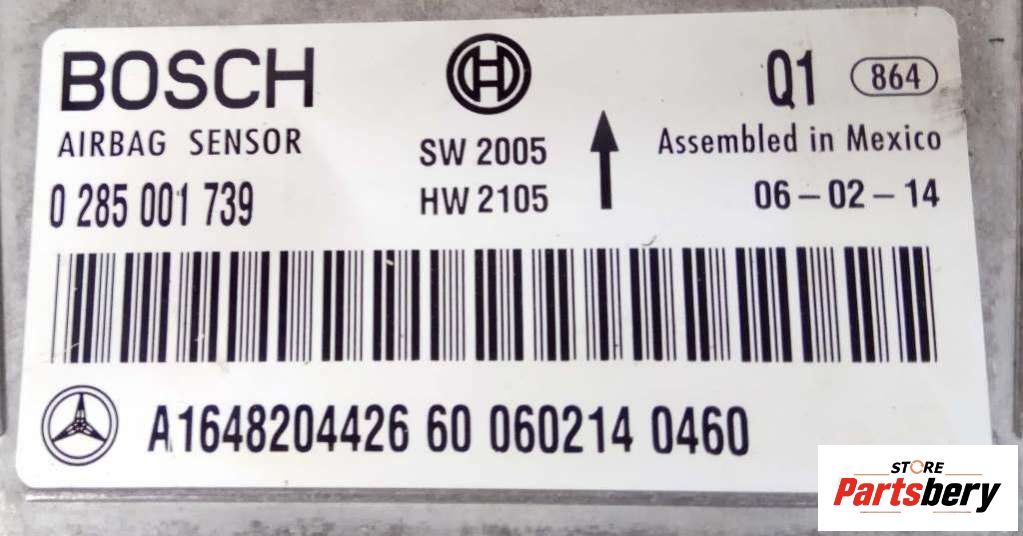 BOSCH
AIRBAG SENSOR
0 285 001 739
SW 2005
HW 2105
Q1 864
Assembled in Mexico
06-02-14
A1648204426 60 060214 0460
STORE
Partsbery